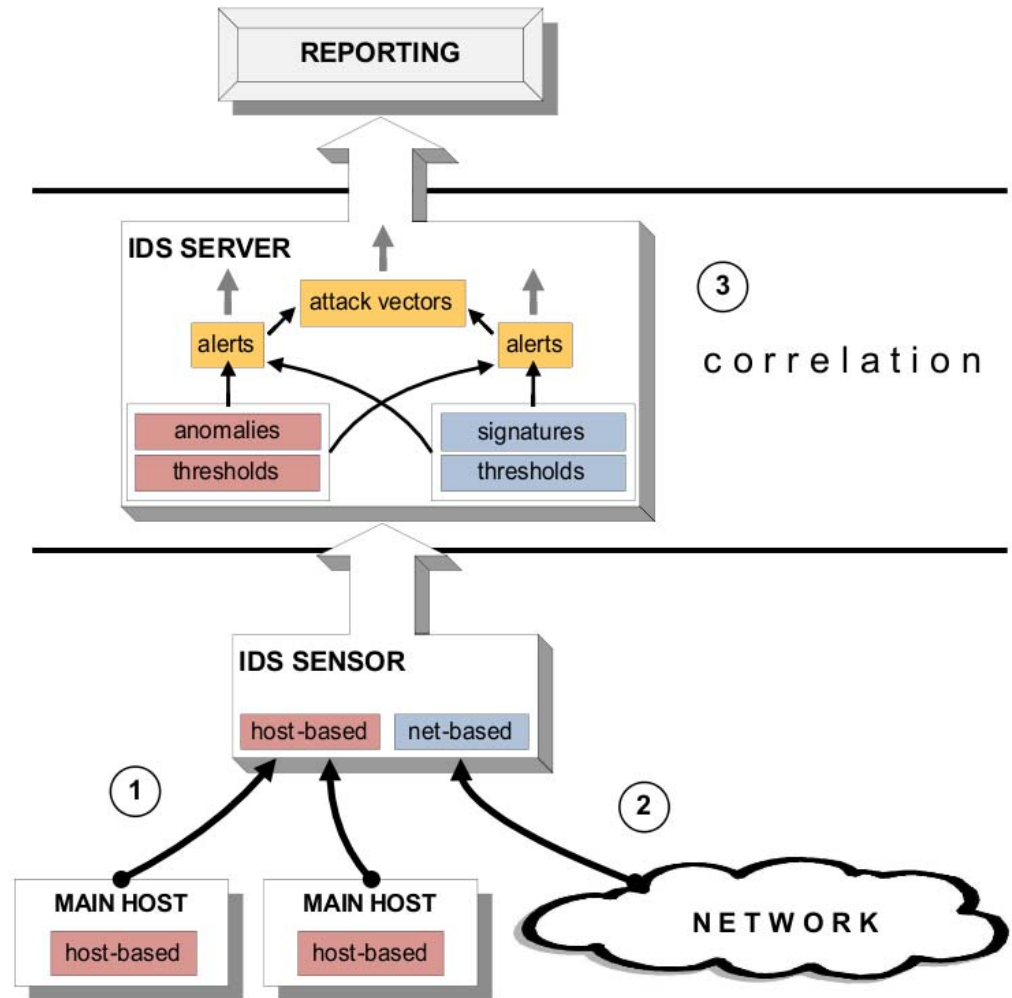 REPORTING
IDS SERVER
attack vectors
alerts
alerts
3
correlation
anomalies
thresholds
signatures
thresholds
IDS SENSOR
host-based
net-based
1
2
MAIN HOST
host-based
MAIN HOST
host-based
NETWORK